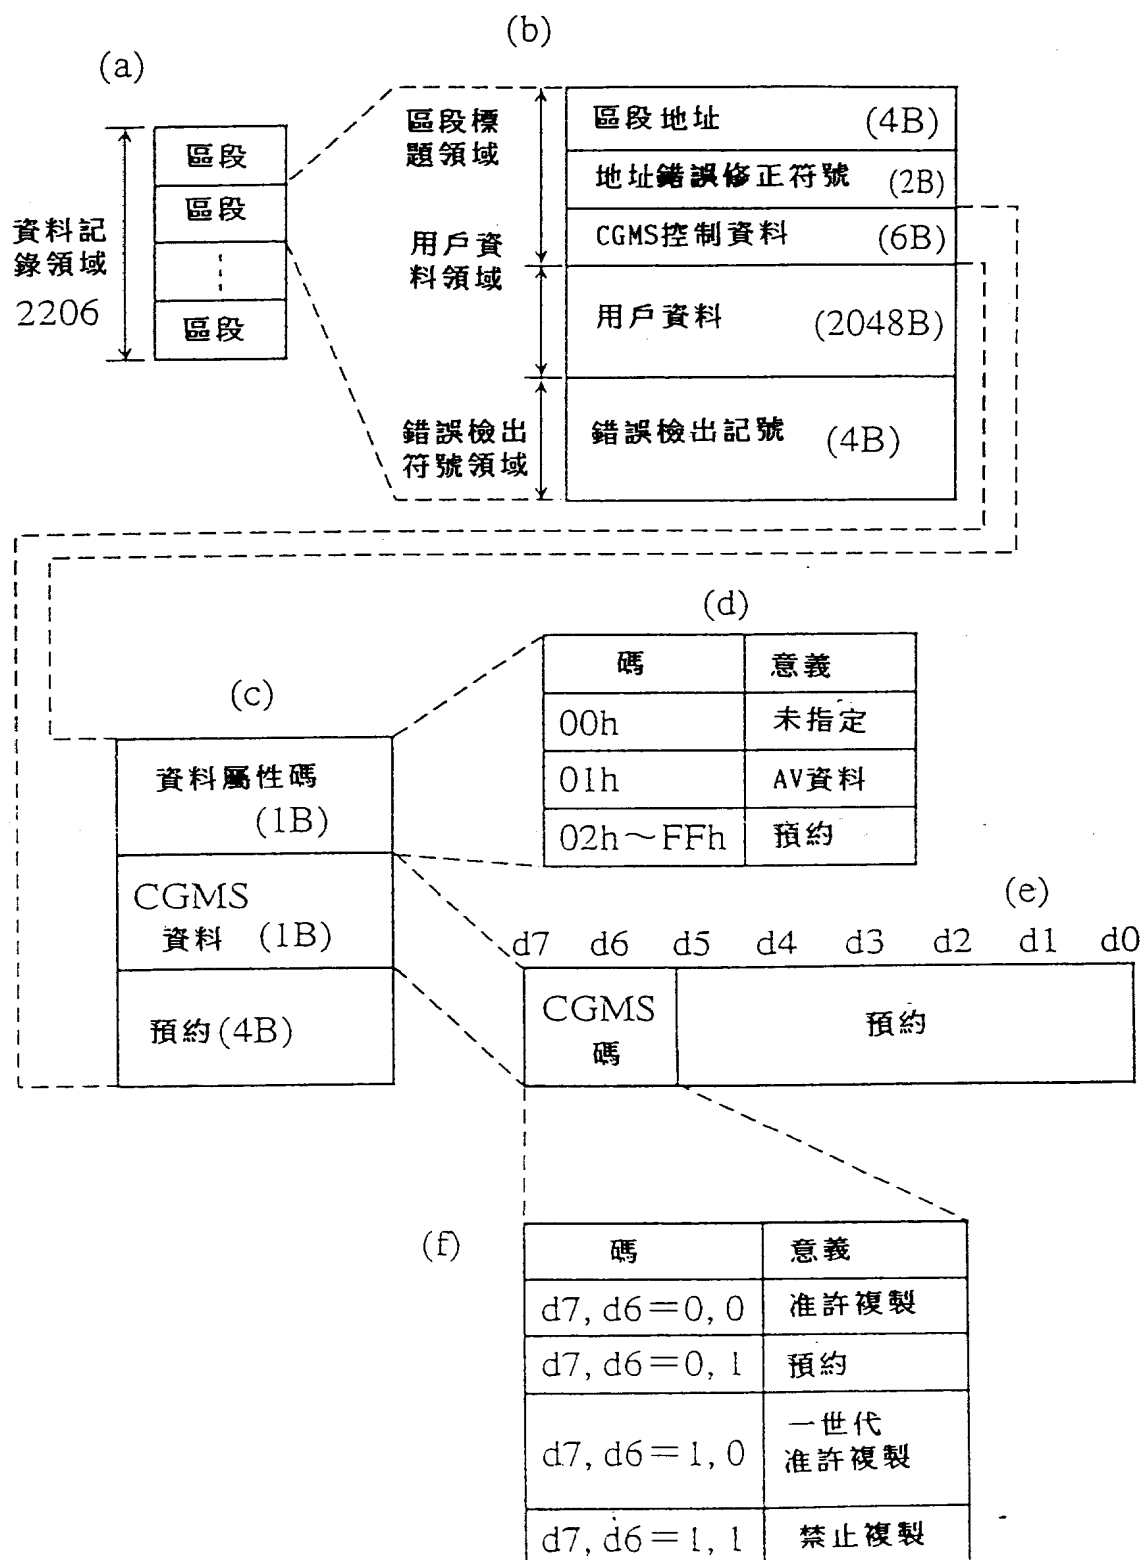 (a)
資料記
錄領域
2206
區段
區段
區段
(b)
區段標
題領域
用戶資
料領域
錯誤檢出
符號領域
區段地址 (4B)
地址錯誤修正符號 (2B)
CGMS控制資料 (6B)
用戶資料 (2048B)
錯誤檢出記號 (4B)
(c)
資料屬性碼
(1B)
CGMS
資料 (1B)
預約(4B)
(d)
碼 意義
00h 未指定
01h AV資料
02h～FFh 預約
(e)
d7 d6 d5 d4 d3 d2 d1 d0
CGMS
碼
預約
(f)
碼 意義
d7, d6=0, 0 准許複製
d7, d6=0, 1 預約
d7, d6=1, 0 一世代
准許複製
d7, d6=1, 1 禁止複製